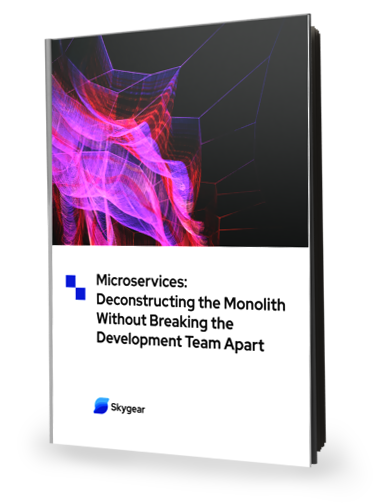 Microservices:
Deconstructing the Monolith
Without Breaking the
Development Team Apart
Skygear